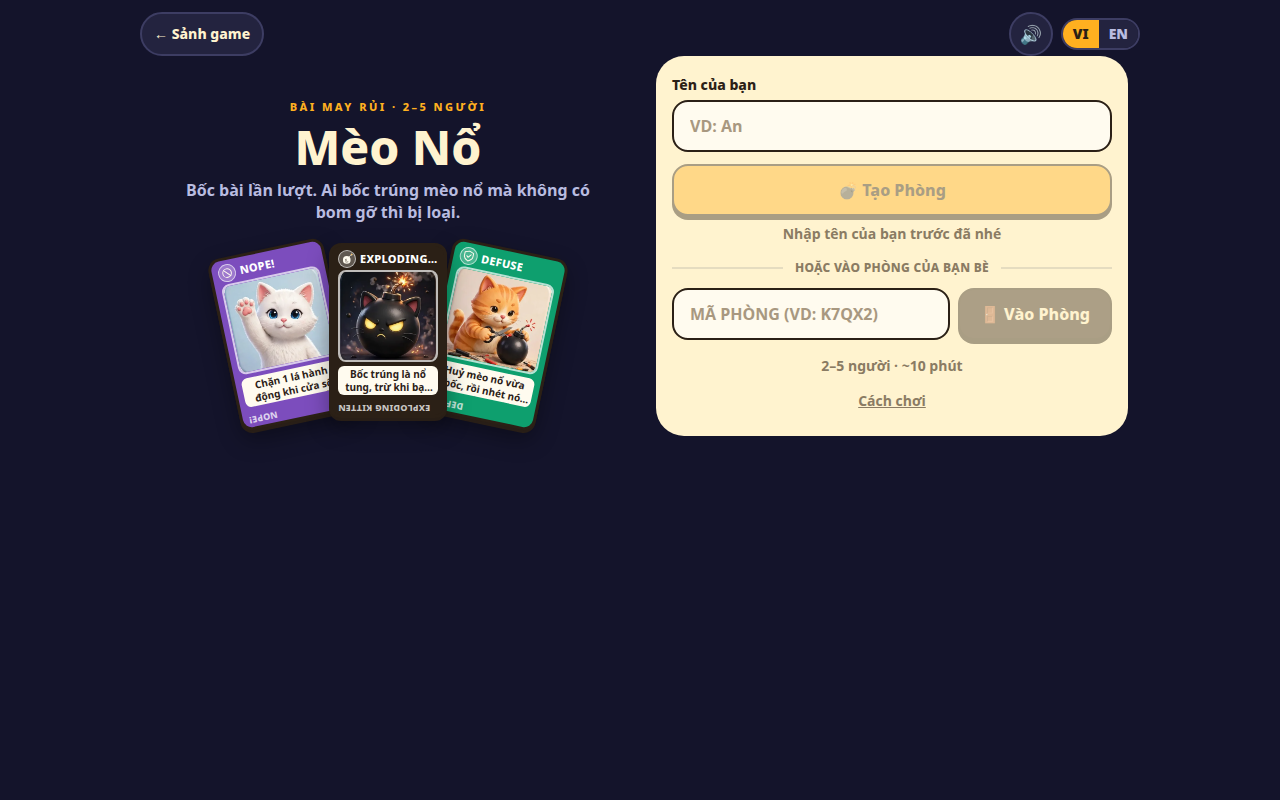 ← Sảnh game
VI EN
BÀI MAY RỦI · 2–5 NGƯỜI
Mèo Nổ
Bốc bài lần lượt. Ai bốc trúng mèo nổ mà không có
bom gỡ thì bị loại.
NOPE!
Chặn 1 lá hành
động khi cửa
NOPE!
EXPLODING...
Bốc trúng là nổ
tung, trừ khi bạ...
EXPLODING KITTEN
DEFUSE
Huỷ mèo nổ vừa
bốc, rồi nhét nó...
Tên của bạn
VD: An
Tạo Phòng
Nhập tên của bạn trước đã nhé
HOẶC VÀO PHÒNG CỦA BẠN BÈ
MÃ PHÒNG (VD: K7QX2)
Vào Phòng
2–5 người · ~10 phút
Cách chơi